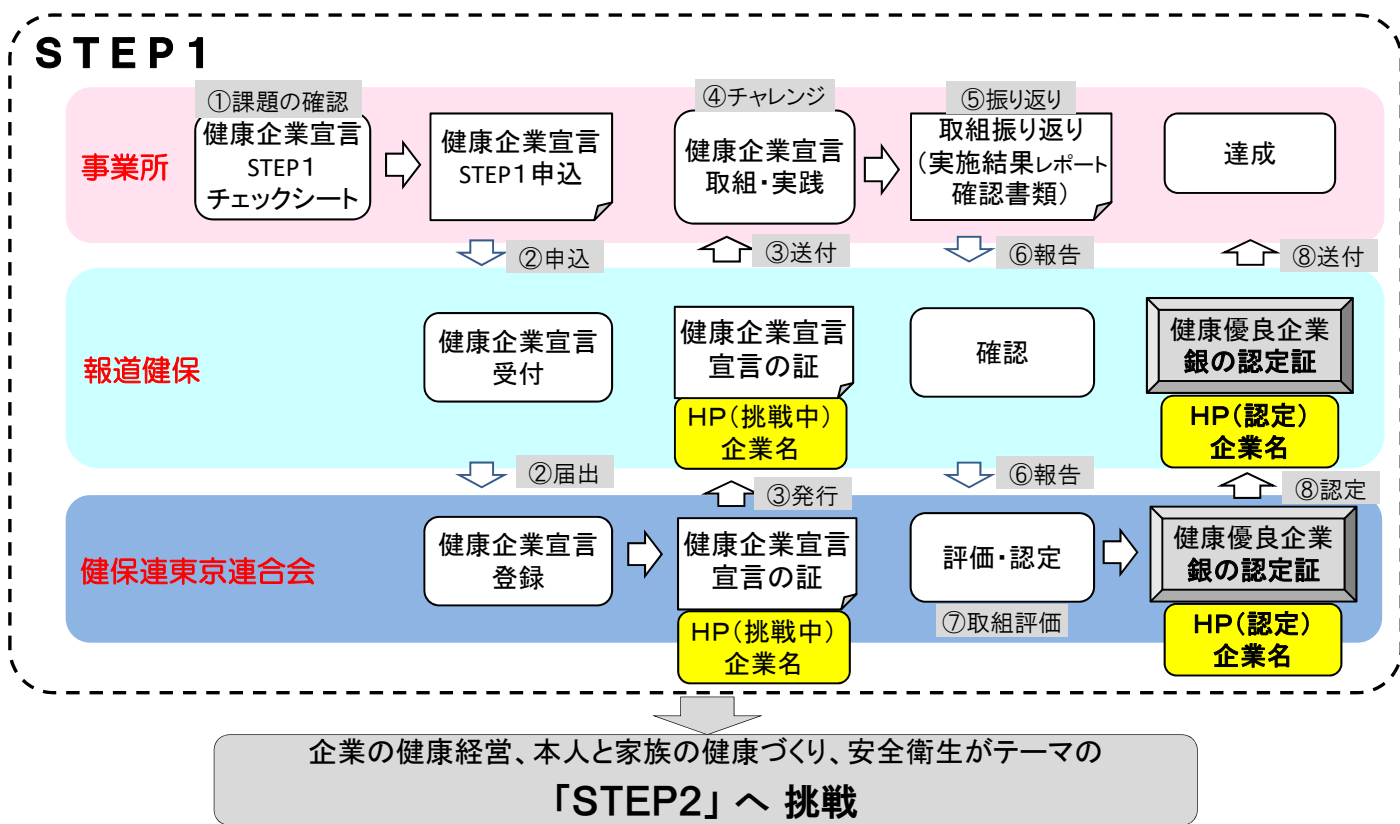 STEP1
事業所
①課題の確認
健康企業宣言
STEP1
チェックシート
健康企業宣言
STEP1申込
④チャレンジ
健康企業宣言
取組・実践
⑤振り返り
取組振り返り
(実施結果レポート
確認書類)
達成
②申込
③送付
⑥報告
⑧送付
報道健保
健康企業宣言
受付
健康企業宣言
宣言の証
HP(挑戦中)
企業名
確認
健康優良企業
銀の認定証
HP(認定)
企業名
②届出
③発行
⑥報告
⑧認定
健保連東京連合会
健康企業宣言
登録
健康企業宣言
宣言の証
HP(挑戦中)
企業名
評価・認定
⑦取組評価
健康優良企業
銀の認定証
HP(認定)
企業名
企業の健康経営、本人と家族の健康づくり、安全衛生がテーマの
「STEP2」 へ 挑戦